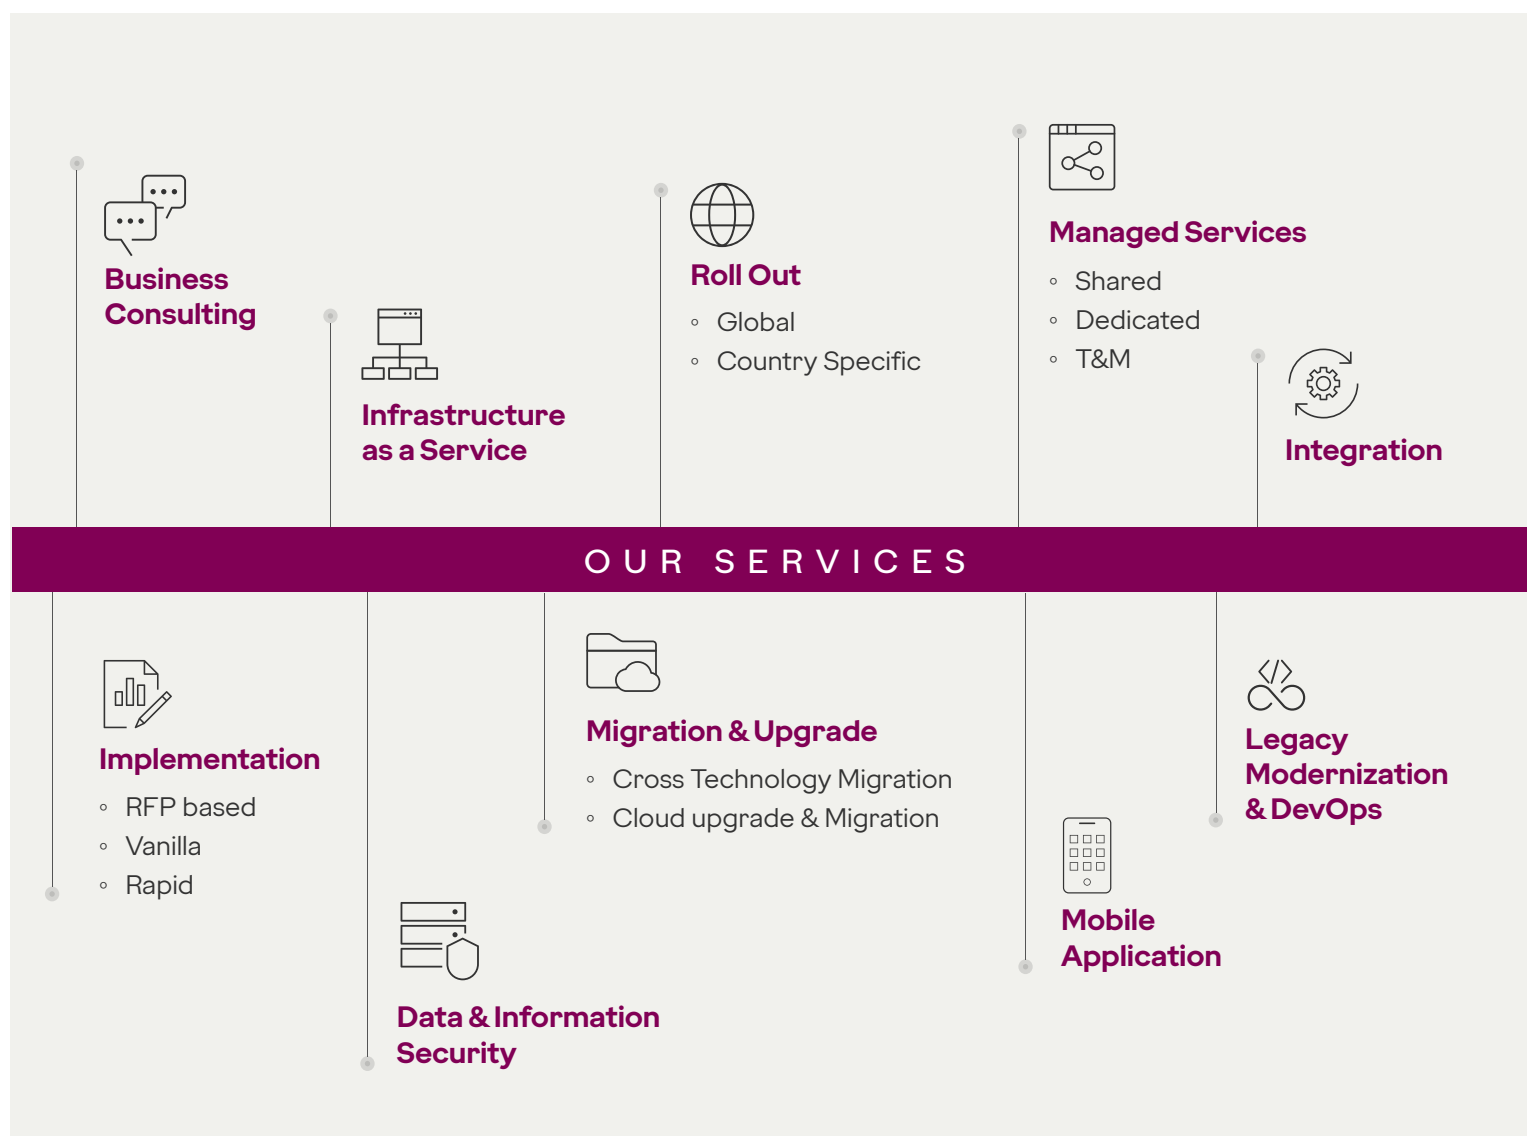 Business
Consulting
Infrastructure
as a Service
Roll Out
◦ Global
◦ Country Specific
Managed Services
◦ Shared
◦ Dedicated
◦ T&M
Integration
OUR SERVICES
Implementation
◦ RFP based
◦ Vanilla
◦ Rapid
Data & Information
Security
Migration & Upgrade
◦ Cross Technology Migration
◦ Cloud upgrade & Migration
Mobile
Application
Legacy
Modernization
& DevOps